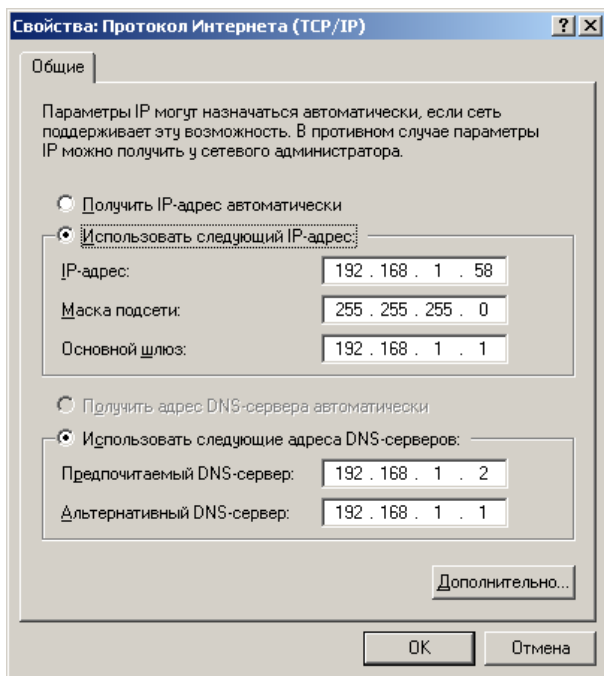 Свойства: Протокол Интернета (TCP/IP)
Общие
Параметры IP могут назначаться автоматически, если сеть
поддерживает эту возможность. В противном случае параметры
IP можно получить у сетевого администратора.
Получить IP-адрес автоматически
Использовать следующий IP-адрес:
IP-адрес: 192 . 168 . 1 . 58
Маска подсети: 255 . 255 . 255 . 0
Основной шлюз: 192 . 168 . 1 . 1
Получить адрес DNS-сервера автоматически
Использовать следующие адреса DNS-серверов:
Предпочитаемый DNS-сервер: 192 . 168 . 1 . 2
Альтернативный DNS-сервер: 192 . 168 . 1 . 1
Дополнительно...
OK Отмена